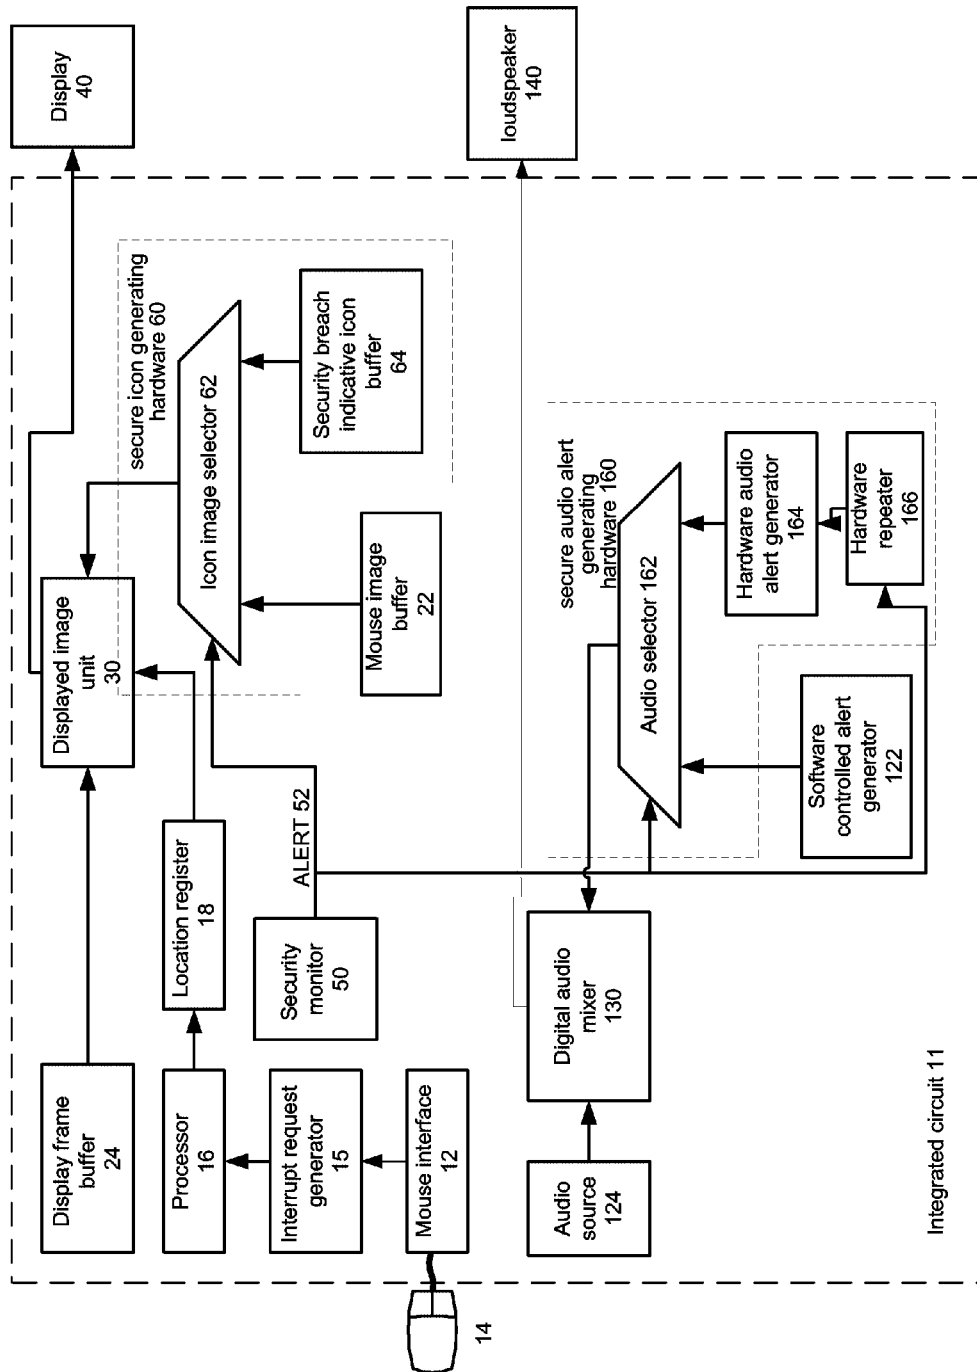 Display
40
Displayed image
unit
30
Display frame
buffer
24
secure icon generating
hardware 60
Icon image selector 62
Security breach
indicative icon
buffer
64
Mouse image
buffer
22
Location register
18
Processor
16
ALERT 52
Security
monitor
50
Interrupt request
generator
15
Mouse interface
12
14
loudspeaker
140
secure audio alert
generating
hardware 160
Audio selector 162
Hardware audio
alert generator
164
Hardware
repeater
166
Software
controlled alert
generator
122
Digital audio
mixer
130
Audio
source
124
Integrated circuit 11